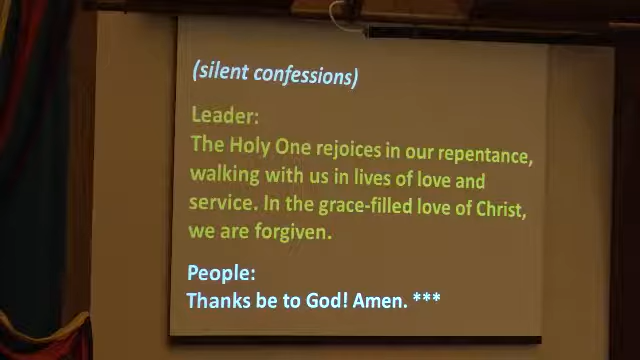 (silent confessions)
Leader:
The Holy One rejoices in our repentance,
walking with us in lives of love and
service. In the grace-filled love of Christ,
we are forgiven.
People:
Thanks be to God! Amen. ***